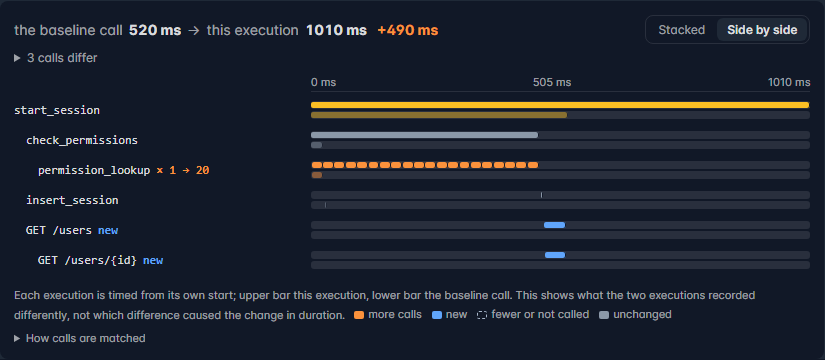 the baseline call 520 ms → this execution 1010 ms +490 ms Stacked Side by side
▶ 3 calls differ
0 ms 505 ms 1010 ms
start_session
check_permissions
permission_lookup × 1 → 20
insert_session
GET /users new
GET /users/{id} new
Each execution is timed from its own start; upper bar this execution, lower bar the baseline call. This shows what the two executions recorded
differently, not which difference caused the change in duration. more calls new fewer or not called unchanged
▶ How calls are matched